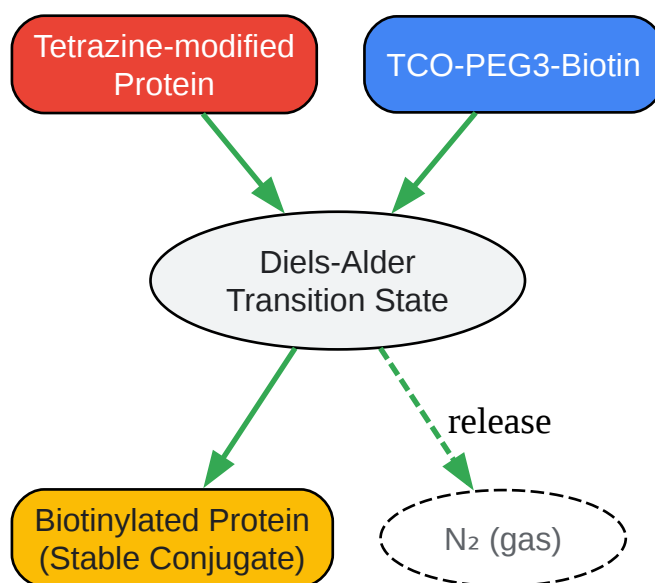 Tetrazine-modified
Protein
TCO-PEG3-Biotin
Diels-Alder
Transition State
release
Biotinylated Protein
(Stable Conjugate)
N₂ (gas)